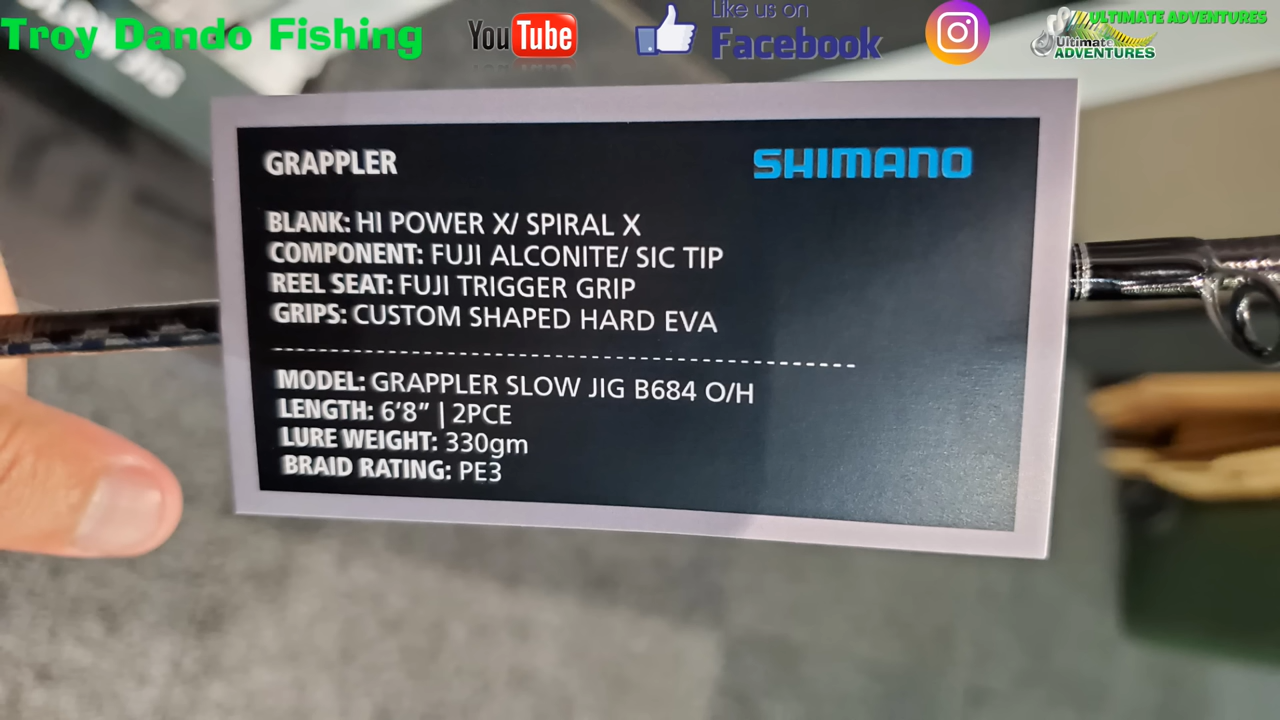 Troy Dando Fishing
YouTube
Like us on
Facebook
ULTIMATE ADVENTURES
Ultimate
ADVENTURES
GRAPPLER
SHIMANO
BLANK: HI POWER X/ SPIRAL X
COMPONENT: FUJI ALCONITE/ SIC TIP
REEL SEAT: FUJI TRIGGER GRIP
GRIPS: CUSTOM SHAPED HARD EVA
MODEL: GRAPPLER SLOW JIG B684 O/H
LENGTH: 6'8" | 2PCE
LURE WEIGHT: 330gm
BRAID RATING: PE3